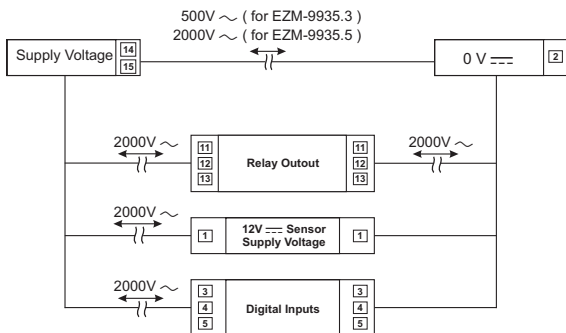 500V ～ ( for EZM-9935.3 )
2000V ～ ( for EZM-9935.5 )
Supply Voltage
14
15
0 V ⎓
2
2000V ～
11
12
13
Relay Outout
11
12
13
2000V ～
2000V ～
1
12V ⎓ Sensor
Supply Voltage
1
2000V ～
3
4
5
Digital Inputs
3
4
5